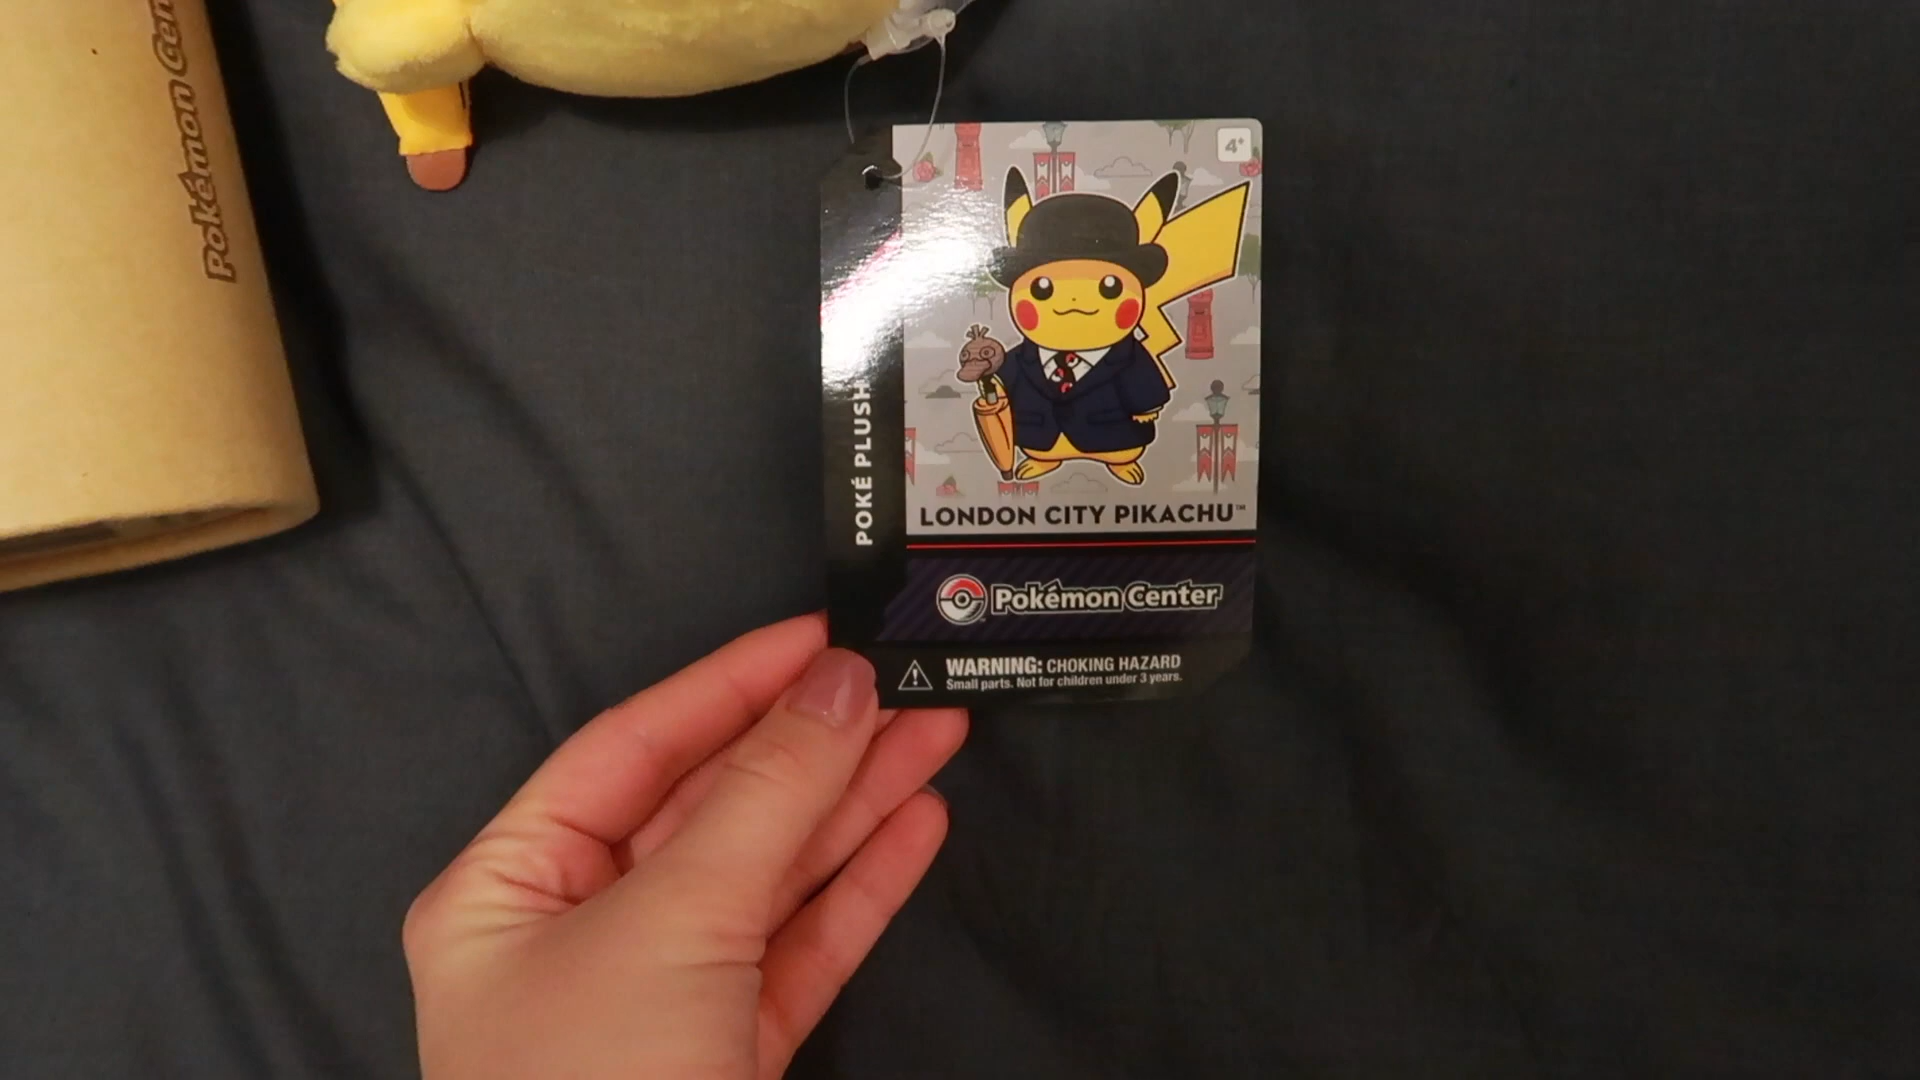 Pokémon Cen
4+
POKÉ PLUSH
LONDON CITY PIKACHU™
Pokémon Center
WARNING: CHOKING HAZARD
Small parts. Not for children under 3 years.